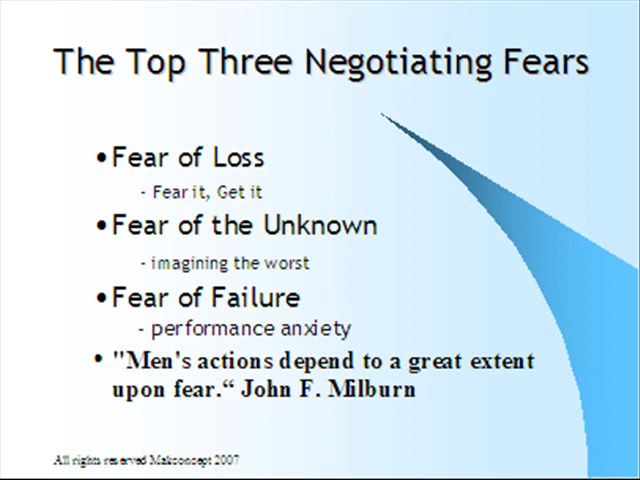 The Top Three Negotiating Fears
•Fear of Loss
- Fear it, Get it
•Fear of the Unknown
- imagining the worst
•Fear of Failure
- performance anxiety
• "Men's actions depend to a great extent
upon fear.“ John F. Milburn
All rights reserved Makconcept 2007